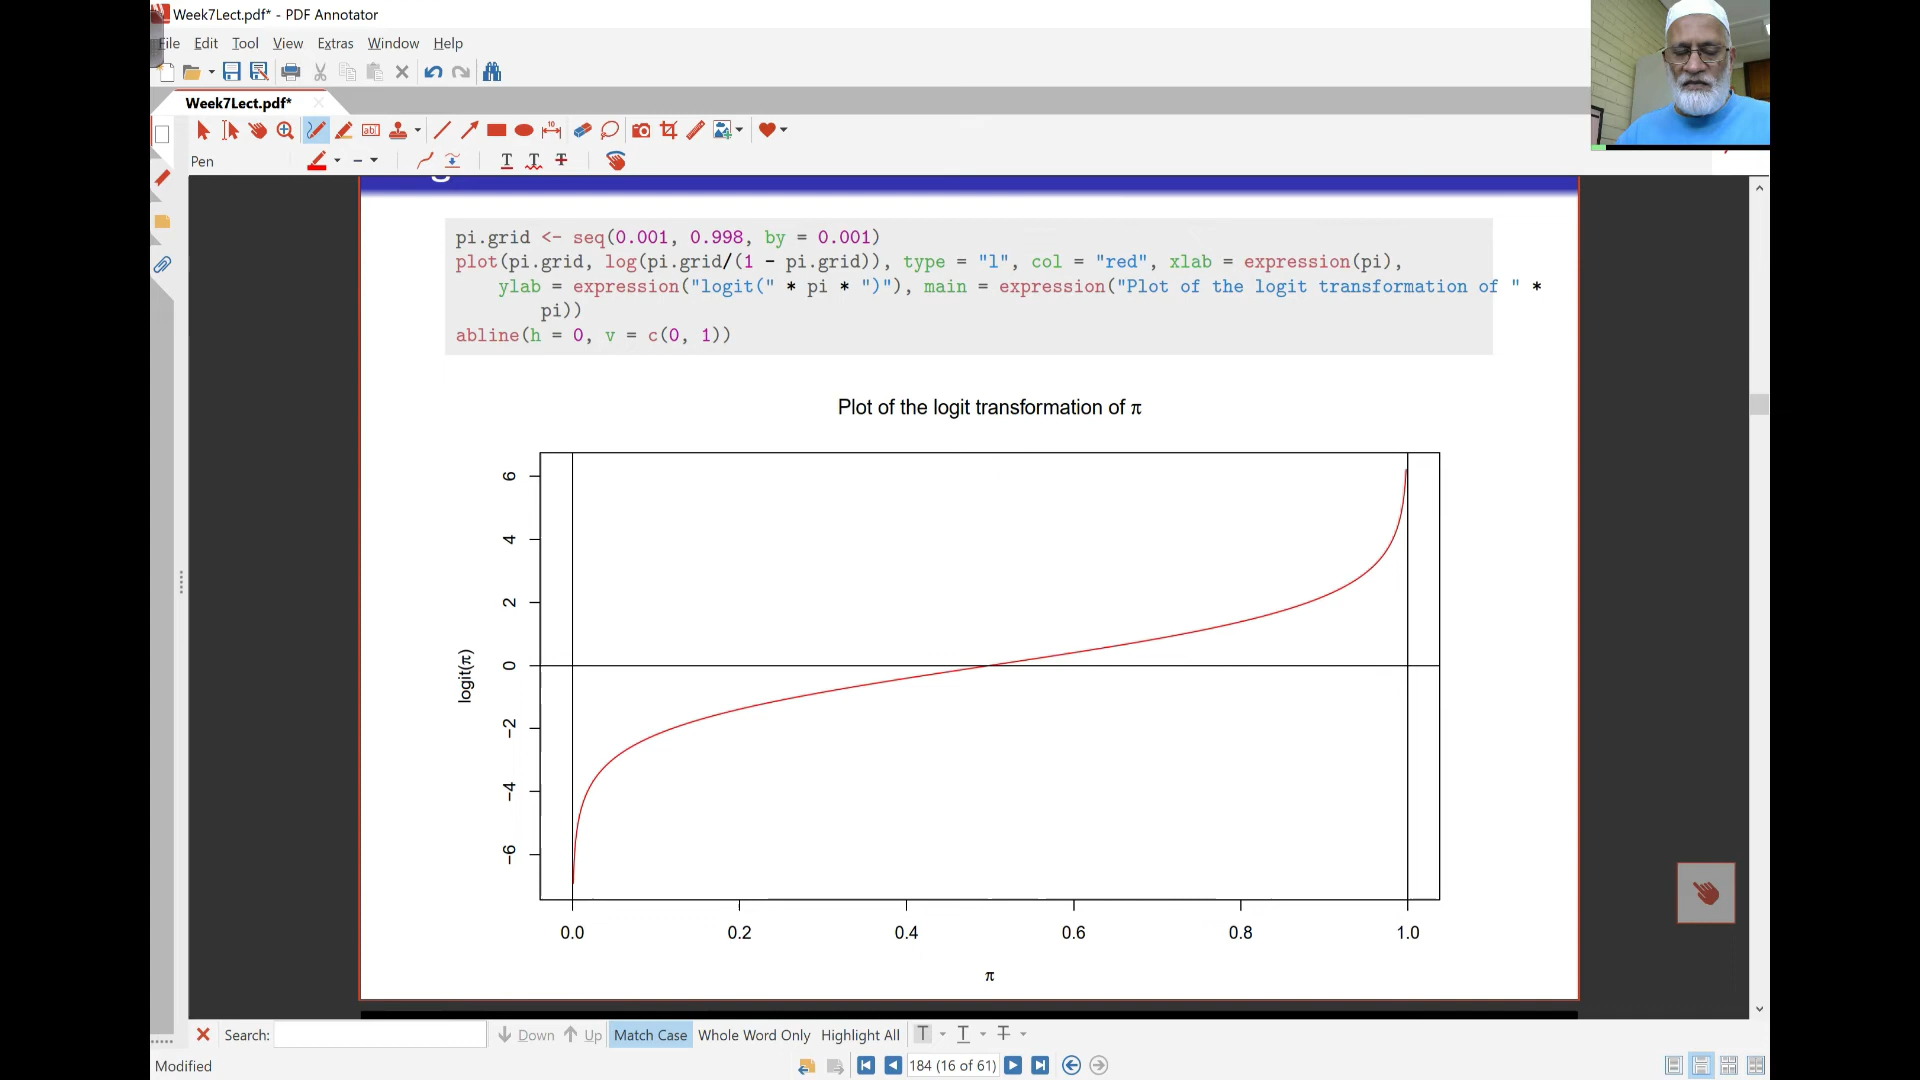 Week7Lect.pdf* - PDF Annotator
File Edit Tool View Extras Window Help
Week7Lect.pdf*
Pen
pi.grid <- seq(0.001, 0.998, by = 0.001)
plot(pi.grid, log(pi.grid/(1 - pi.grid)), type = "l", col = "red", xlab = expression(pi),
ylab = expression("logit(" * pi * ")"), main = expression("Plot of the logit transformation of " *
pi))
abline(h = 0, v = c(0, 1))
Plot of the logit transformation of π
6
4
2
0
-2
-4
-6
logit(π)
0.0 0.2 0.4 0.6 0.8 1.0
π
Search: Down Up Match Case Whole Word Only Highlight All
Modified 184 (16 of 61)